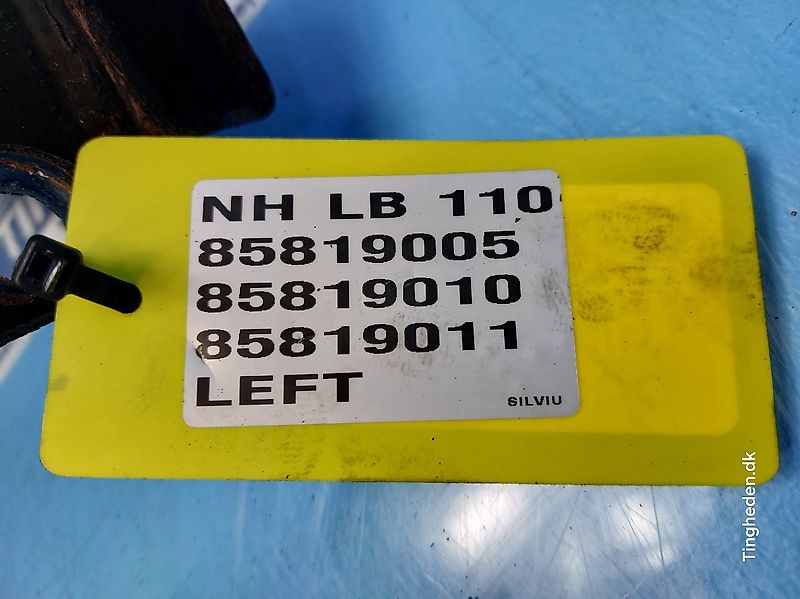 NH LB 110
85819005
85819010
85819011
LEFT
SILVIU
Tingheden.dk